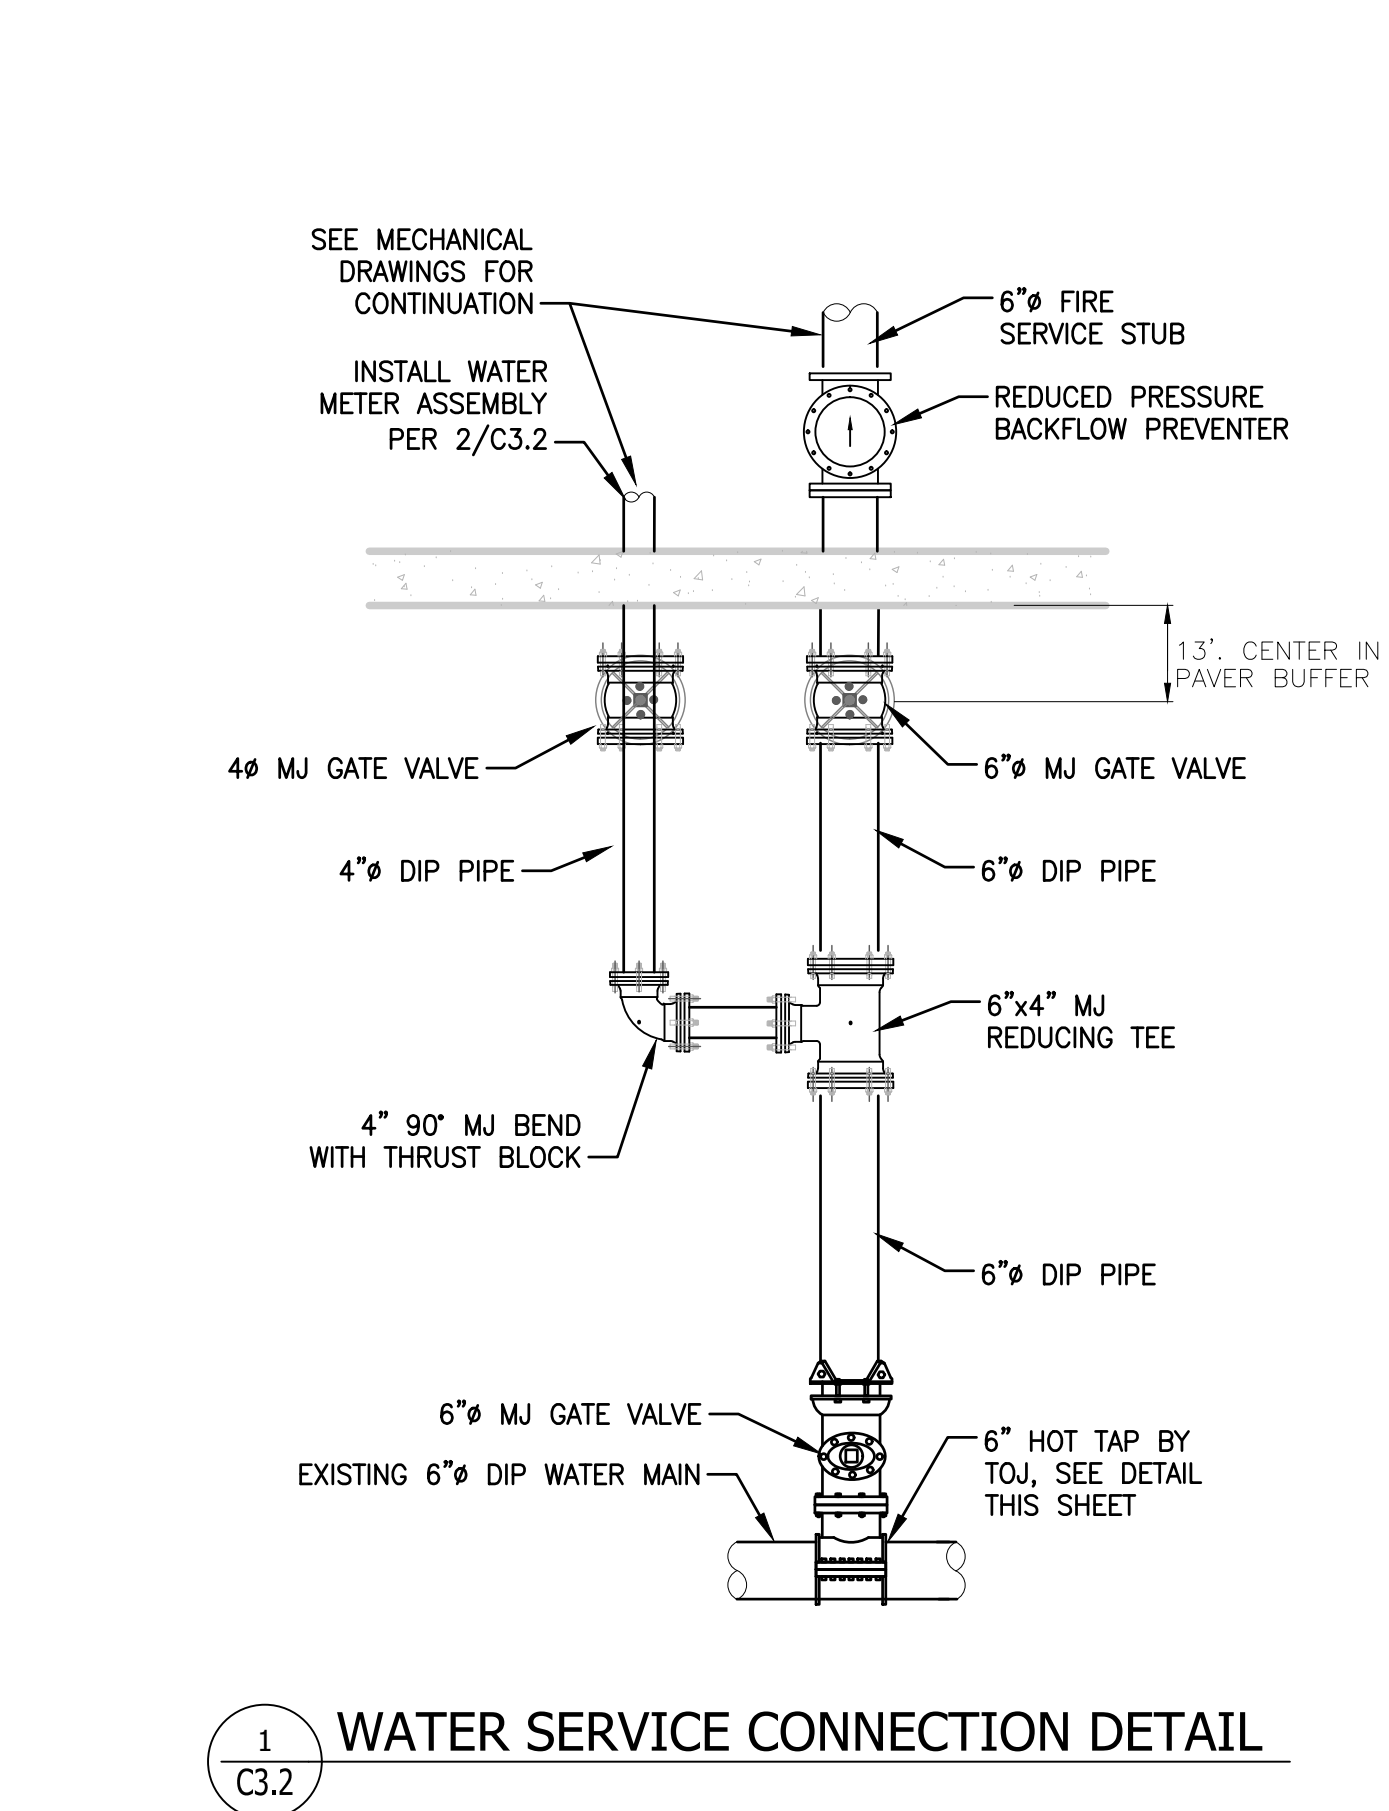 SEE MECHANICAL
DRAWINGS FOR
CONTINUATION
6"ø FIRE
SERVICE STUB
INSTALL WATER
METER ASSEMBLY
PER 2/C3.2
REDUCED PRESSURE
BACKFLOW PREVENTER
13'. CENTER IN
PAVER BUFFER
4ø MJ GATE VALVE
6"ø MJ GATE VALVE
4"ø DIP PIPE
6"ø DIP PIPE
6"x4" MJ
REDUCING TEE
4" 90° MJ BEND
WITH THRUST BLOCK
6"ø DIP PIPE
6"ø MJ GATE VALVE
EXISTING 6"ø DIP WATER MAIN
6" HOT TAP BY
TOJ, SEE DETAIL
THIS SHEET
1
C3.2
WATER SERVICE CONNECTION DETAIL